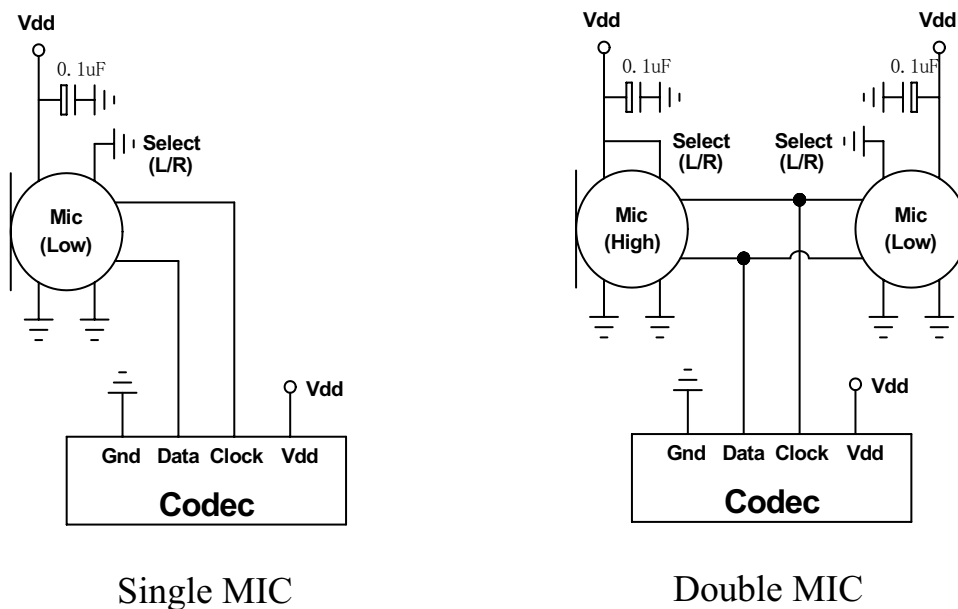 Vdd
0.1uF
Select
(L/R)
Mic
(Low)
Vdd
Gnd Data Clock Vdd
Codec
Single MIC
Vdd
Vdd
0.1uF
0.1uF
Select
(L/R)
Select
(L/R)
Mic
(High)
Mic
(Low)
Vdd
Gnd Data Clock Vdd
Codec
Double MIC